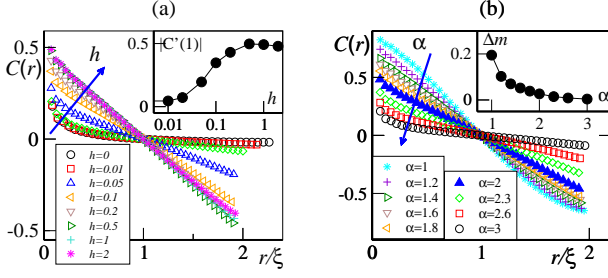 (a)
C(r)
0.5
0
-0.5
h
|C'(1)|
0.5
0
0.01
0.1
1
h
h=0
h=0.01
h=0.05
h=0.1
h=0.2
h=0.5
h=1
h=2
0
1
2
r/ξ
(b)
C(r)
0.5
0
-0.5
α
Δm
0.2
0.0
1
2
3
α
α=1
α=1.2
α=1.4
α=1.6
α=1.8
α=2
α=2.3
α=2.6
α=3
0
1
2
r/ξ